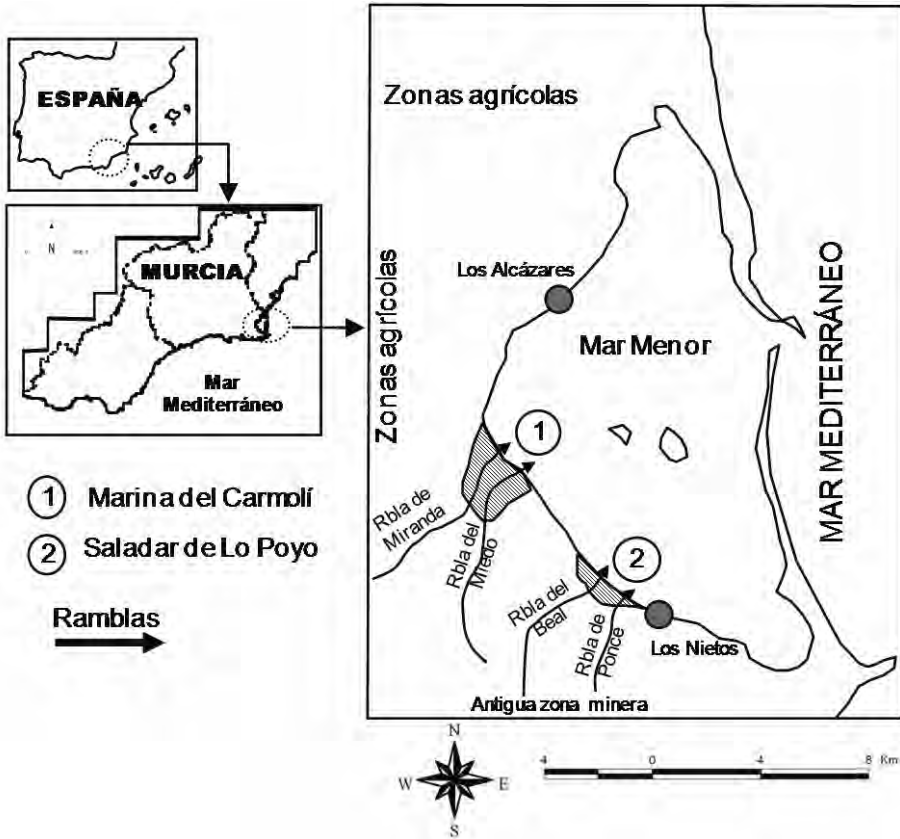 ESPAÑA
N
MURCIA
Mar
Mediterráneo
1 Marina del Carmolí
2 Saladar de Lo Poyo
Ramblas
Zonas agrícolas
Zonas agrícolas
Los Alcázares
Mar Menor
MAR MEDITERRÁNEO
1
Rbla de
Miranda
Rbla del
Miedo
2
Rbla del
Beal
Rbla de
Ponce
Los Nietos
Antigua zona minera
N
W E
S
4 0 4 8 Km